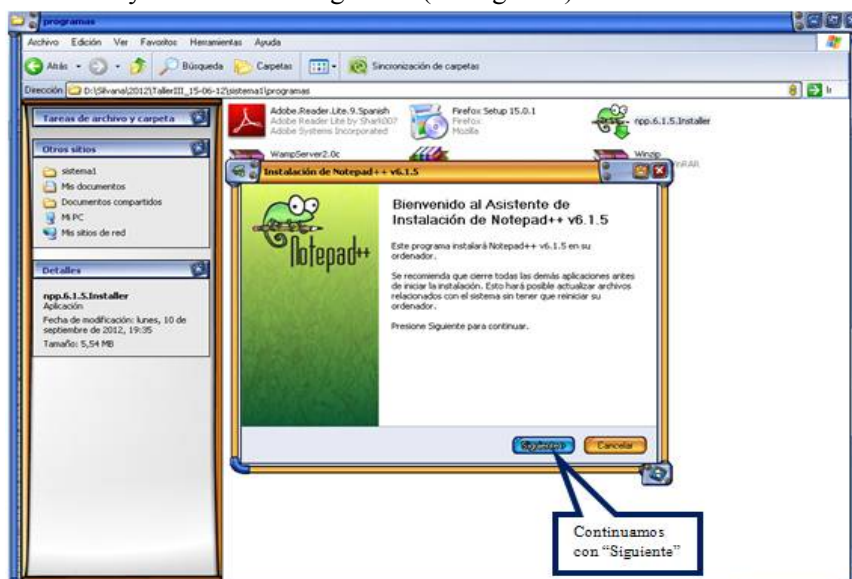 programas
Archivo Edición Ver Favoritos Herramientas Ayuda
Atrás Búsqueda Carpetas Sincronización de carpetas
Dirección D:\Silvana\2012\TallerIII_15-06-12\sistema1\programas Ir
Tareas de archivo y carpeta
Otros sitios
sistema1
Mis documentos
Documentos compartidos
Mi PC
Mis sitios de red
Detalles
npp.6.1.5.Installer
Aplicación
Fecha de modificación: lunes, 10 de
septiembre de 2012, 19:35
Tamaño: 5,54 MB
Adobe.Reader.Lite.9.Spanish
Adobe Reader Lite by Shark007
Adobe Systems Incorporated
Firefox Setup 15.0.1
Firefox
Mozilla
npp.6.1.5.Installer
WampServer2.0c
Winzip
WinRAR
Instalación de Notepad++ v6.1.5
Notepad++
Bienvenido al Asistente de
Instalación de Notepad++ v6.1.5
Este programa instalará Notepad++ v6.1.5 en su
ordenador.
Se recomienda que cierre todas las demás aplicaciones antes
de iniciar la instalación. Esto hará posible actualizar archivos
relacionados con el sistema sin tener que reiniciar su
ordenador.
Presione Siguiente para continuar.
Siguiente > Cancelar
Continuamos
con “Siguiente”